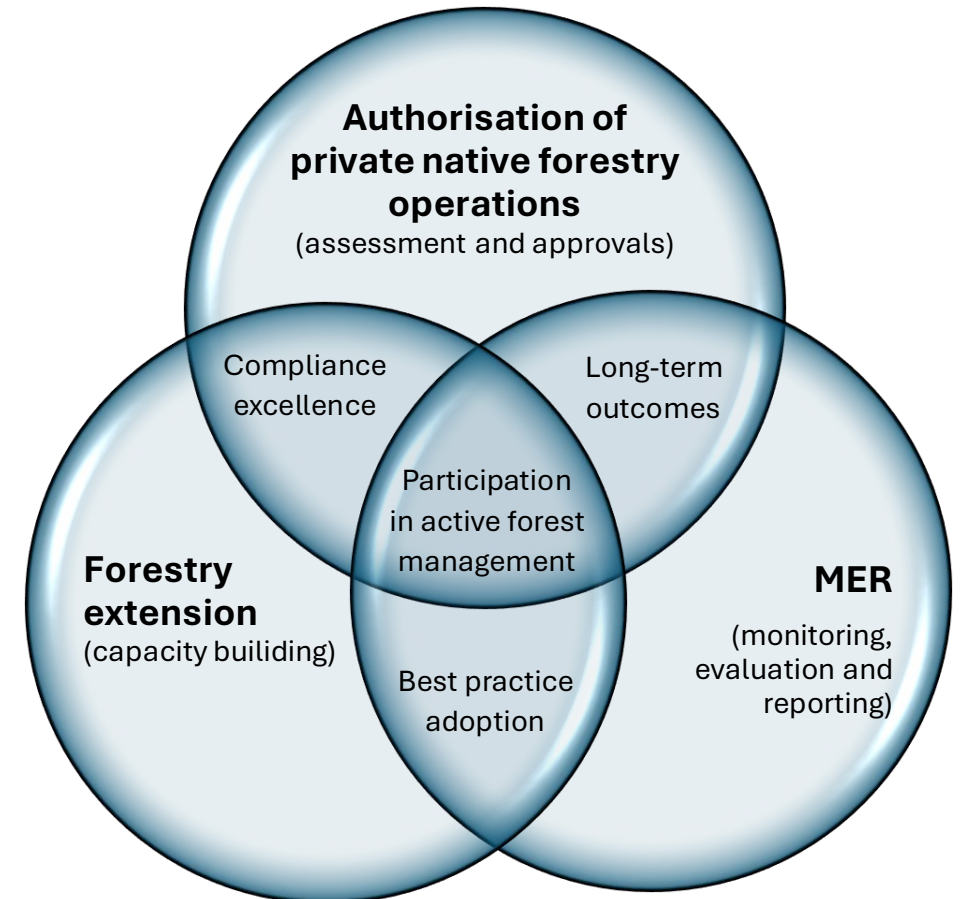 Authorisation of
private native forestry
operations
(assessment and approvals)
Compliance
excellence
Long-term
outcomes
Participation
in active forest
management
Forestry
extension
(capacity builiding)
MER
(monitoring,
evaluation and
reporting)
Best practice
adoption